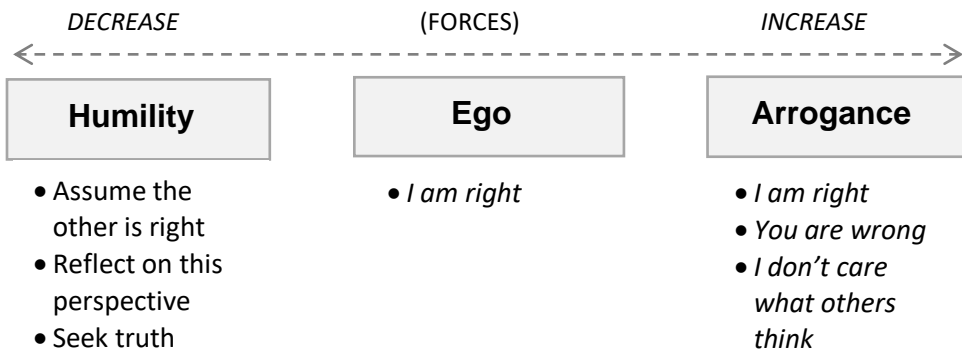 DECREASE (FORCES) INCREASE
Humility
• Assume the
other is right
• Reflect on this
perspective
• Seek truth
Ego
• I am right
Arrogance
• I am right
• You are wrong
• I don’t care
what others
think